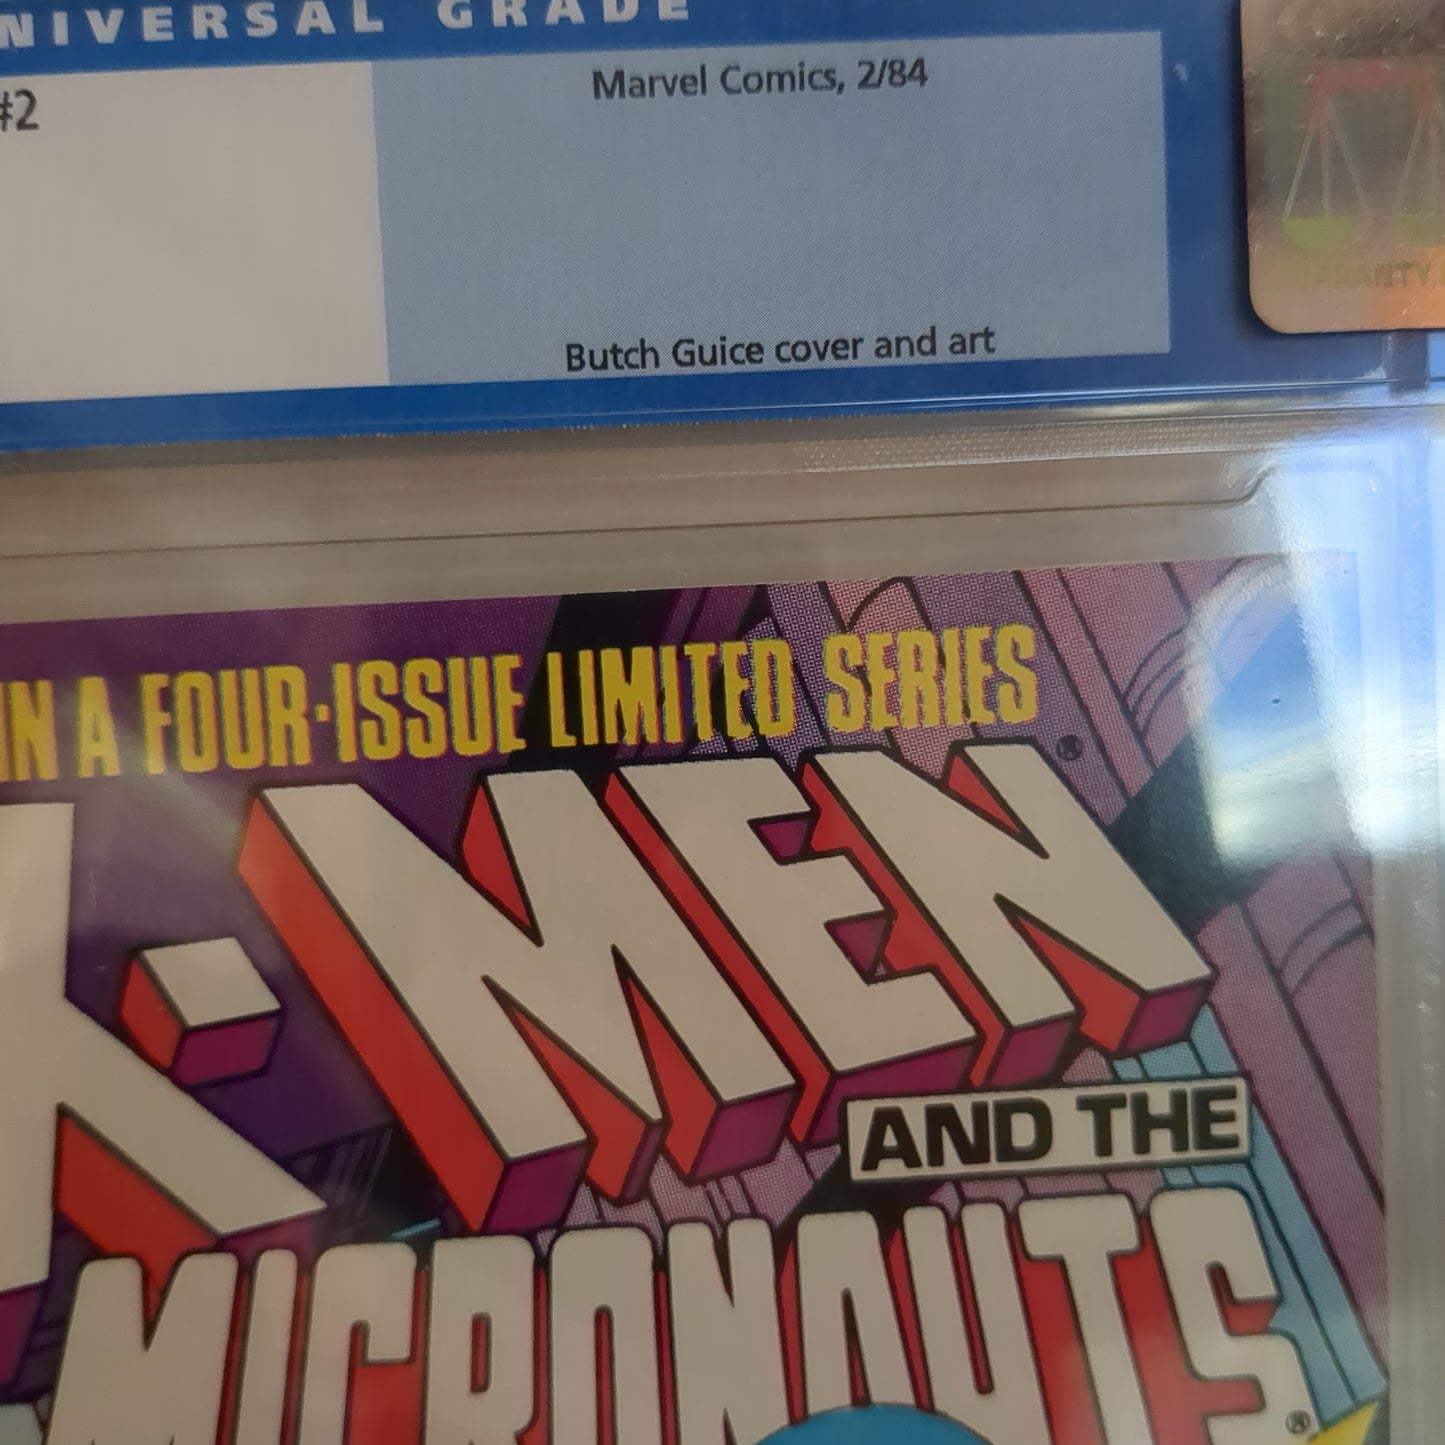 NIVERSAL GRADE
#2
Marvel Comics, 2/84
Butch Guice cover and art
IN A FOUR-ISSUE LIMITED SERIES
X-MEN®
AND THE
MICRONAUTS®